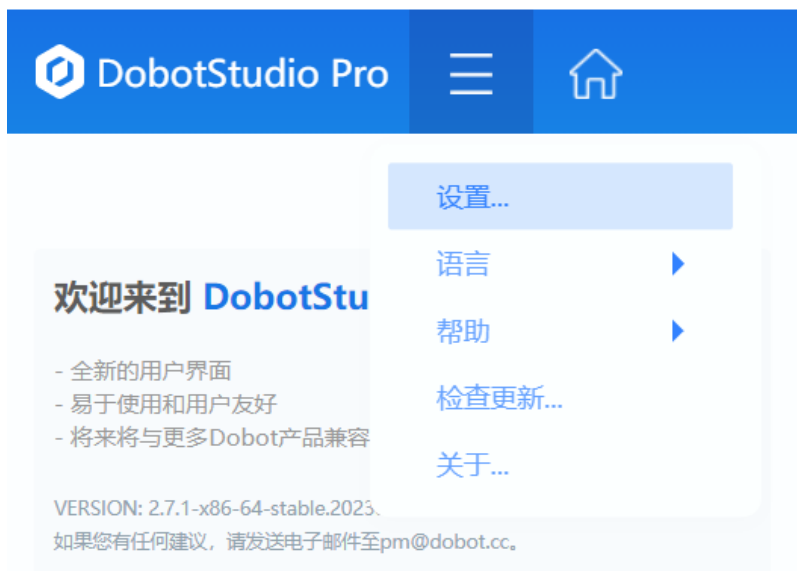 DobotStudio Pro
设置...
语言
帮助
检查更新...
关于...
欢迎来到 DobotStu
- 全新的用户界面
- 易于使用和用户友好
- 将来将与更多Dobot产品兼容
VERSION: 2.7.1-x86-64-stable.2023.
如果您有任何建议，请发送电子邮件至pm@dobot.cc。